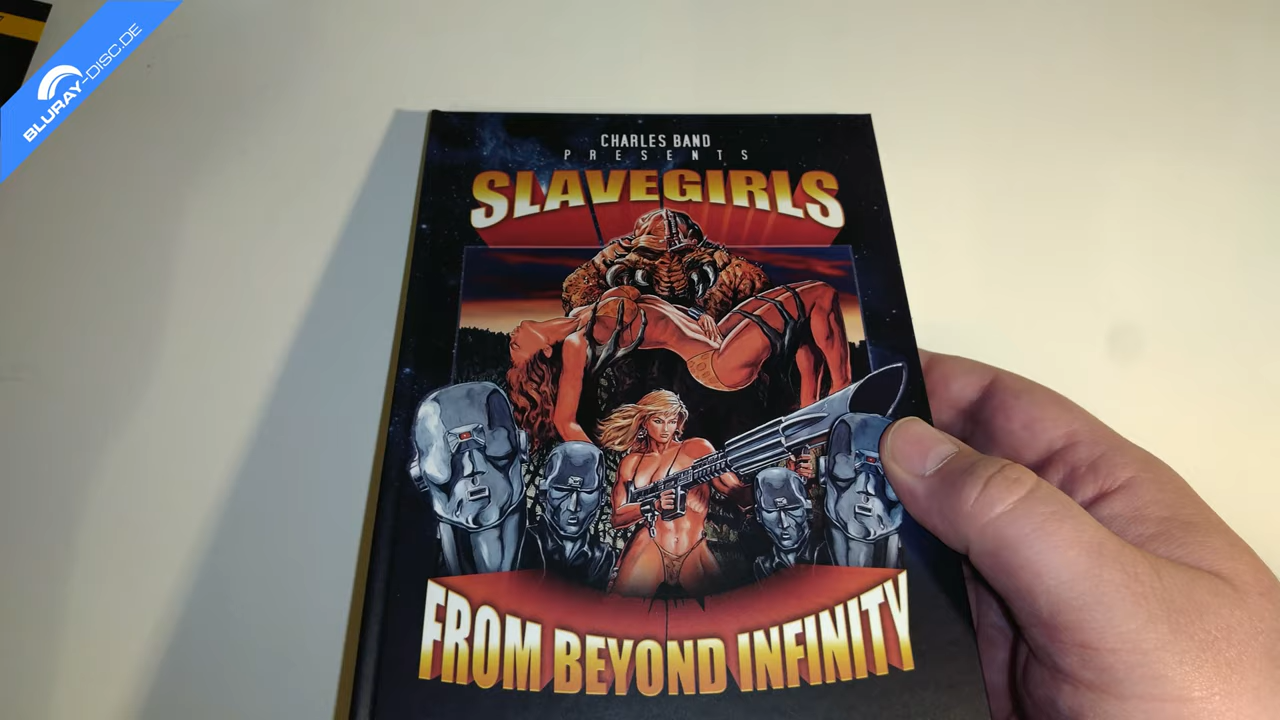 BLURAY-DISC.DE
CHARLES BAND
PRESENTS
SLAVEGIRLS
FROM BEYOND INFINITY